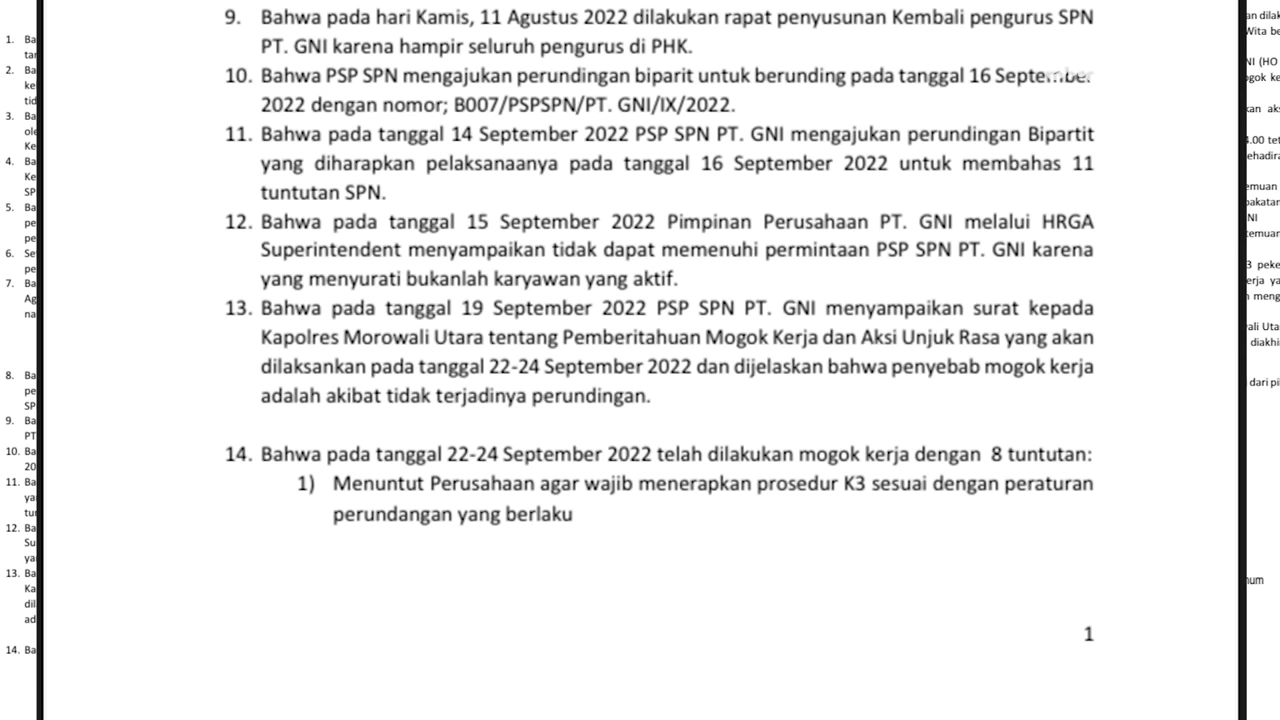 9. Bahwa pada hari Kamis, 11 Agustus 2022 dilakukan rapat penyusunan Kembali pengurus SPN
PT. GNI karena hampir seluruh pengurus di PHK.
10. Bahwa PSP SPN mengajukan perundingan biparit untuk berunding pada tanggal 16 September
2022 dengan nomor; B007/PSPSPN/PT. GNI/IX/2022.
11. Bahwa pada tanggal 14 September 2022 PSP SPN PT. GNI mengajukan perundingan Bipartit
yang diharapkan pelaksanaanya pada tanggal 16 September 2022 untuk membahas 11
tuntutan SPN.
12. Bahwa pada tanggal 15 September 2022 Pimpinan Perusahaan PT. GNI melalui HRGA
Superintendent menyampaikan tidak dapat memenuhi permintaan PSP SPN PT. GNI karena
yang menyurati bukanlah karyawan yang aktif.
13. Bahwa pada tanggal 19 September 2022 PSP SPN PT. GNI menyampaikan surat kepada
Kapolres Morowali Utara tentang Pemberitahuan Mogok Kerja dan Aksi Unjuk Rasa yang akan
dilaksankan pada tanggal 22-24 September 2022 dan dijelaskan bahwa penyebab mogok kerja
adalah akibat tidak terjadinya perundingan.
14. Bahwa pada tanggal 22-24 September 2022 telah dilakukan mogok kerja dengan 8 tuntutan:
1) Menuntut Perusahaan agar wajib menerapkan prosedur K3 sesuai dengan peraturan
perundangan yang berlaku
1